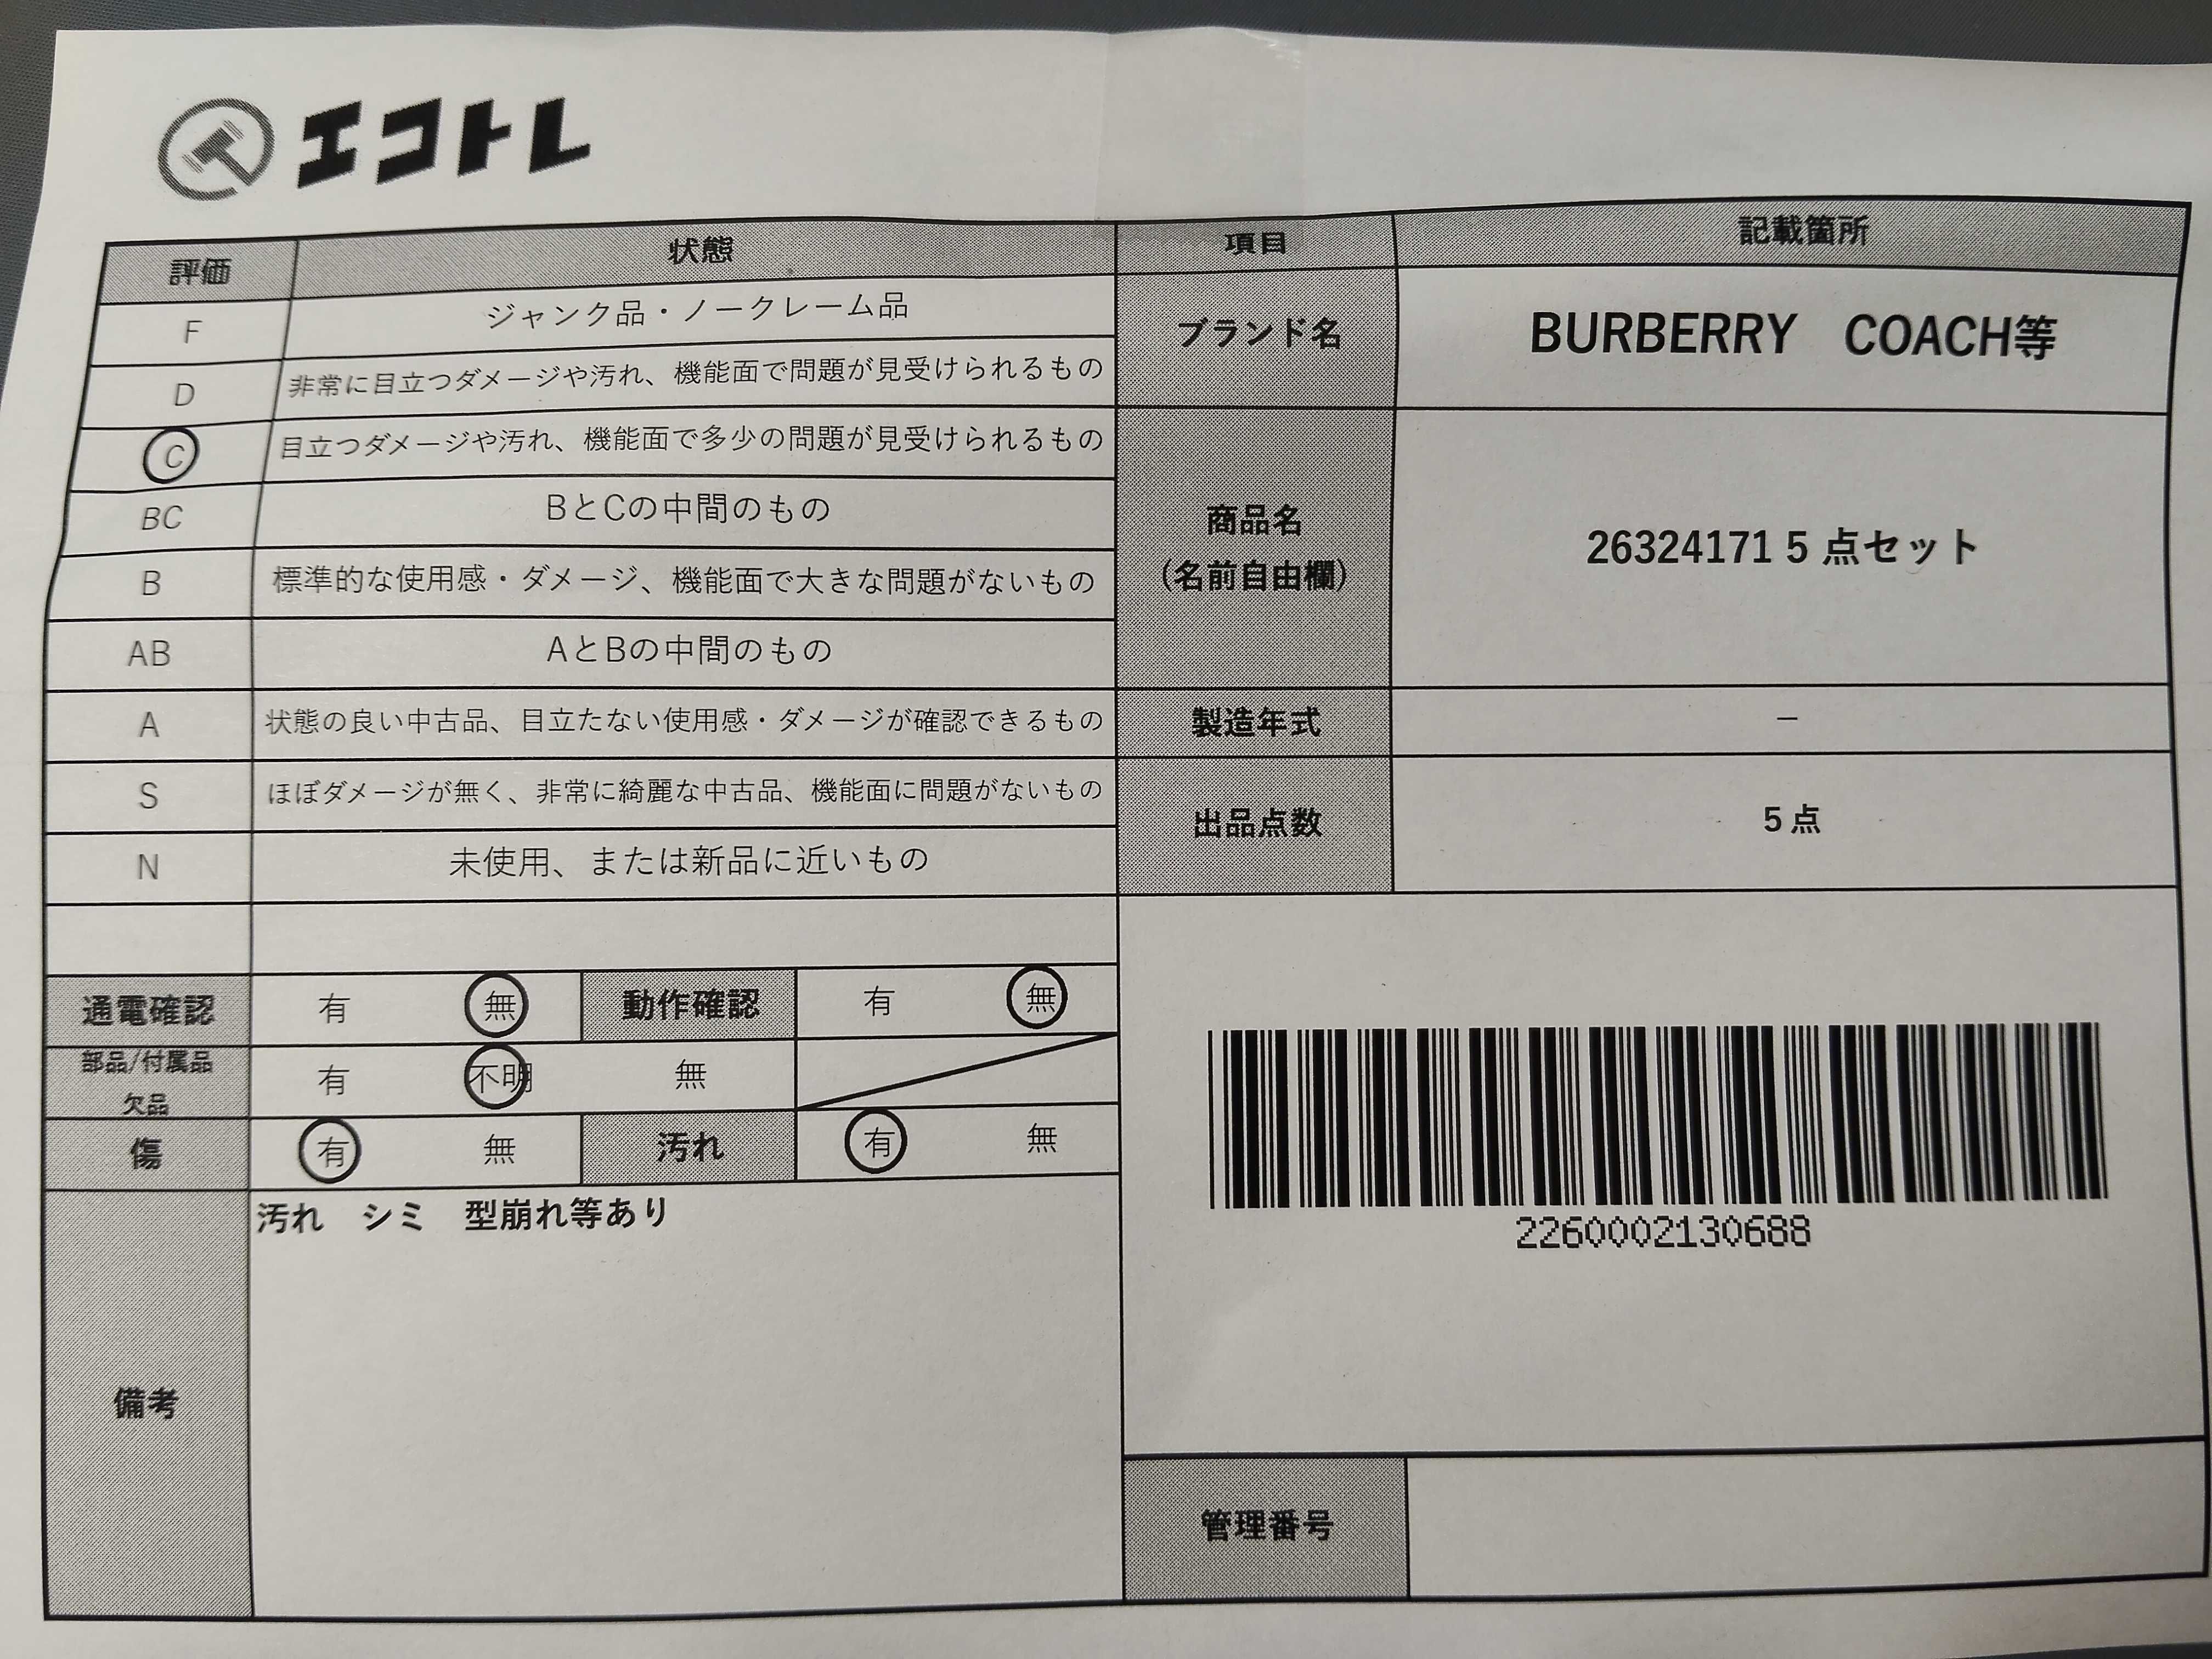 エコトレ
評価 状態
F ジャンク品・ノークレーム品
D 非常に目立つダメージや汚れ、機能面で問題が見受けられるもの
C 目立つダメージや汚れ、機能面で多少の問題が見受けられるもの
BC BとCの中間のもの
B 標準的な使用感・ダメージ、機能面で大きな問題がないもの
AB AとBの中間のもの
A 状態の良い中古品、目立たない使用感・ダメージが確認できるもの
S ほぼダメージが無く、非常に綺麗な中古品、機能面に問題がないもの
N 未使用、または新品に近いもの
通電確認 有 無 動作確認 有 無
部品/付属品
欠品 有 不明 無
傷 有 無 汚れ 有 無
備考 汚れ シミ 型崩れ等あり
項目 記載箇所
ブランド名 BURBERRY COACH等
商品名
(名前自由欄) 26324171 5 点セット
製造年式 －
出品点数 5 点
2260002130688
管理番号